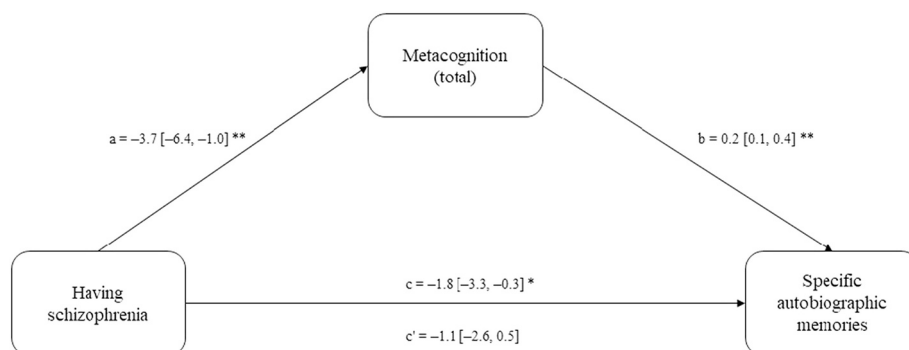 Metacognition
(total)
a = –3.7 [–6.4, –1.0] **
b = 0.2 [0.1, 0.4] **
Having
schizophrenia
c = –1.8 [–3.3, –0.3] *
c' = –1.1 [–2.6, 0.5]
Specific
autobiographic
memories